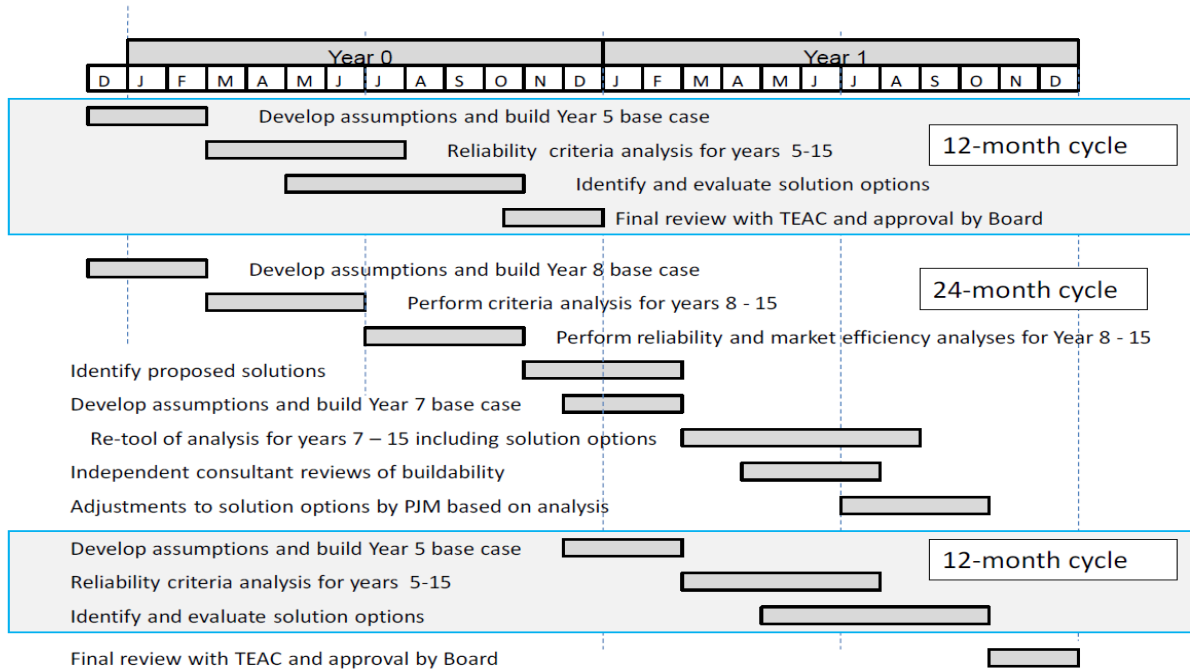 Year 0 Year 1
D J F M A M J J A S O N D J F M A M J J A S O N D
Develop assumptions and build Year 5 base case
12-month cycle
Reliability criteria analysis for years 5-15
Identify and evaluate solution options
Final review with TEAC and approval by Board
Develop assumptions and build Year 8 base case
24-month cycle
Perform criteria analysis for years 8 - 15
Perform reliability and market efficiency analyses for Year 8 - 15
Identify proposed solutions
Develop assumptions and build Year 7 base case
Re-tool of analysis for years 7 – 15 including solution options
Independent consultant reviews of buildability
Adjustments to solution options by PJM based on analysis
Develop assumptions and build Year 5 base case
12-month cycle
Reliability criteria analysis for years 5-15
Identify and evaluate solution options
Final review with TEAC and approval by Board